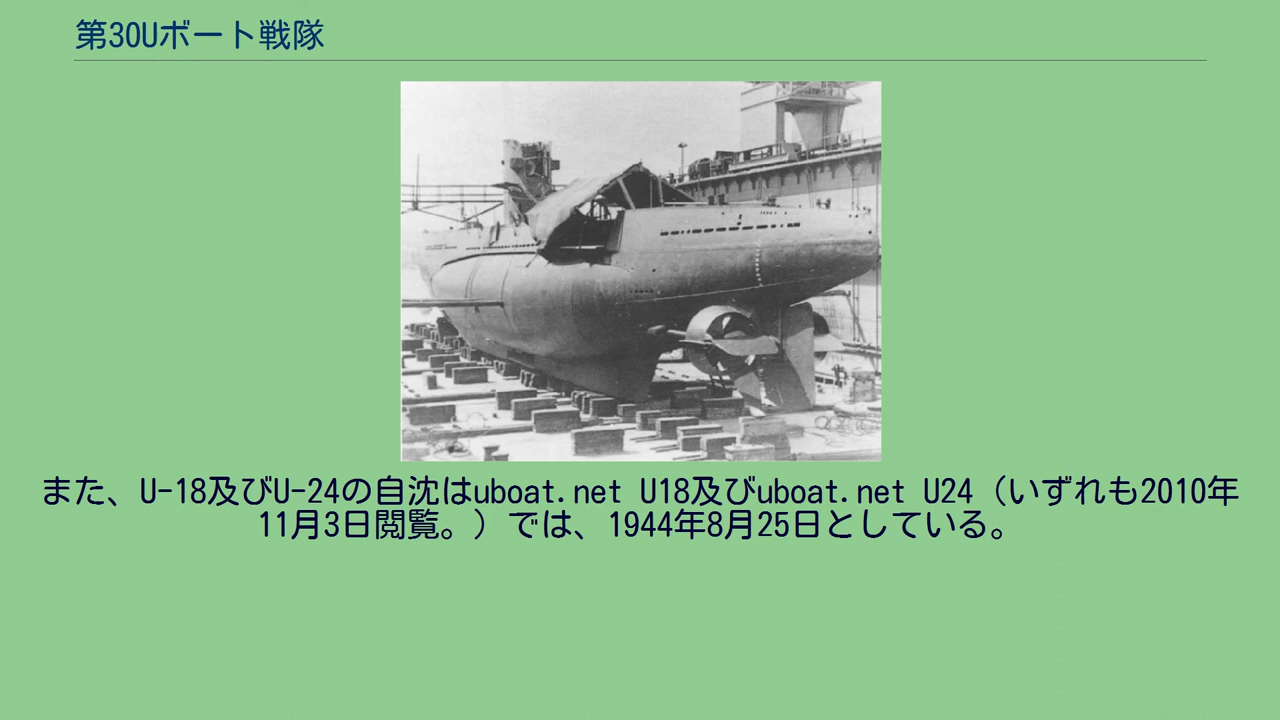 第30Uボート戦隊
また、U-18及びU-24の自沈はuboat.net U18及びuboat.net U24（いずれも2010年
11月3日閲覧。）では、1944年8月25日としている。